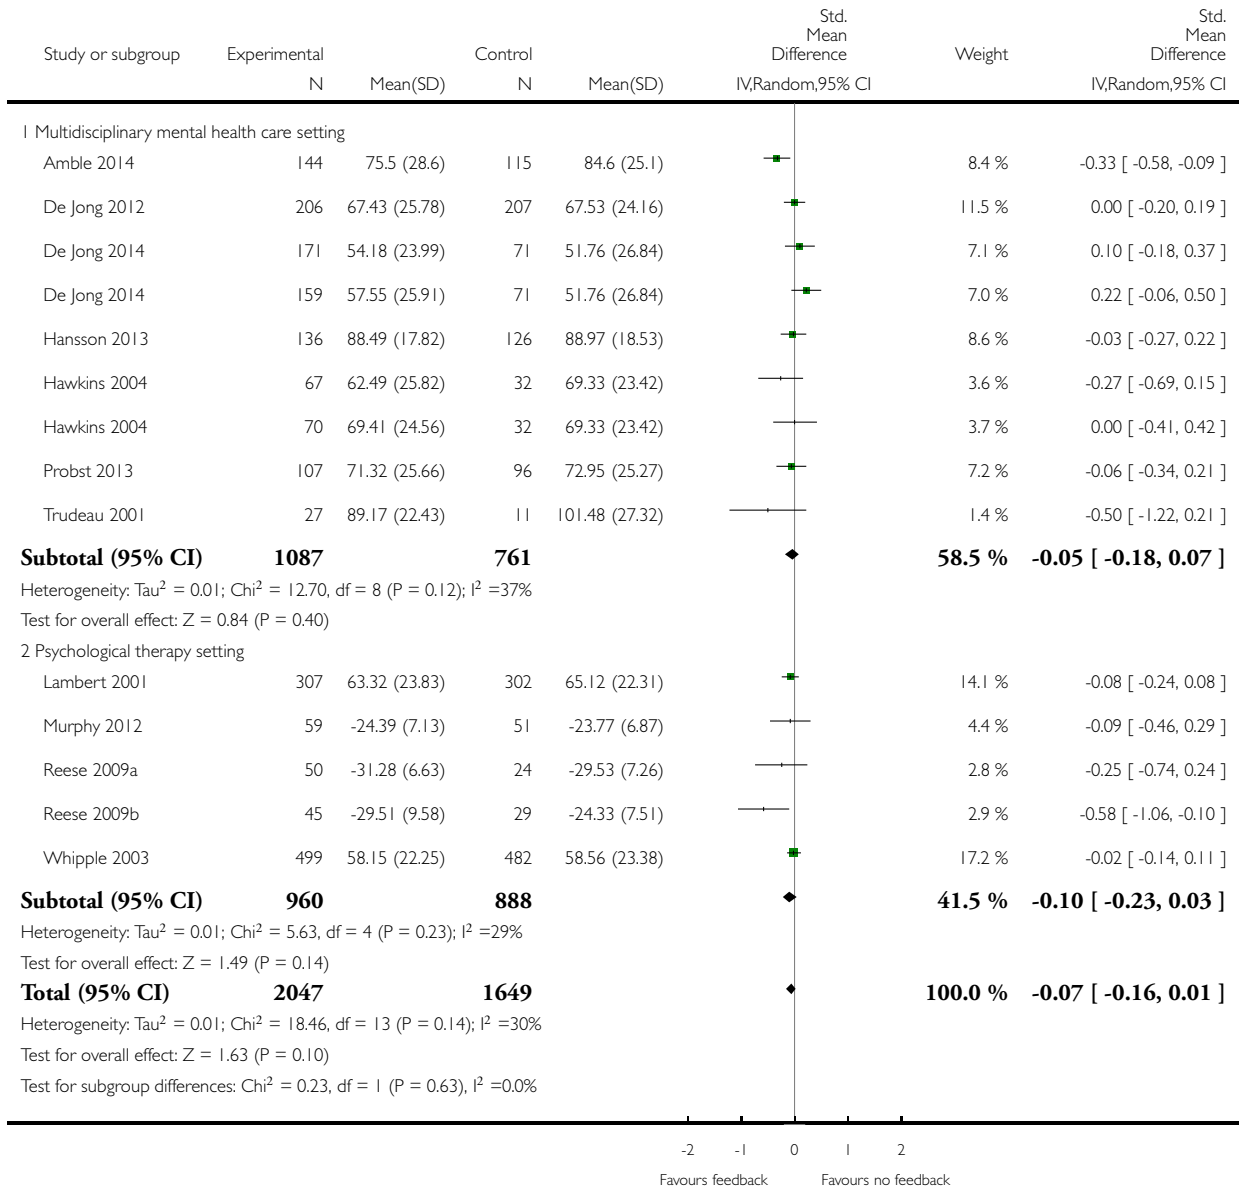 Std. Mean Difference Std. Mean Difference
Study or subgroup Experimental Control Weight
N Mean(SD) N Mean(SD) IV,Random,95% CI IV,Random,95% CI
1 Multidisciplinary mental health care setting
Amble 2014 144 75.5 (28.6) 115 84.6 (25.1) 8.4 % -0.33 [ -0.58, -0.09 ]
De Jong 2012 206 67.43 (25.78) 207 67.53 (24.16) 11.5 % 0.00 [ -0.20, 0.19 ]
De Jong 2014 171 54.18 (23.99) 71 51.76 (26.84) 7.1 % 0.10 [ -0.18, 0.37 ]
De Jong 2014 159 57.55 (25.91) 71 51.76 (26.84) 7.0 % 0.22 [ -0.06, 0.50 ]
Hansson 2013 136 88.49 (17.82) 126 88.97 (18.53) 8.6 % -0.03 [ -0.27, 0.22 ]
Hawkins 2004 67 62.49 (25.82) 32 69.33 (23.42) 3.6 % -0.27 [ -0.69, 0.15 ]
Hawkins 2004 70 69.41 (24.56) 32 69.33 (23.42) 3.7 % 0.00 [ -0.41, 0.42 ]
Probst 2013 107 71.32 (25.66) 96 72.95 (25.27) 7.2 % -0.06 [ -0.34, 0.21 ]
Trudeau 2001 27 89.17 (22.43) 11 101.48 (27.32) 1.4 % -0.50 [ -1.22, 0.21 ]
Subtotal (95% CI) 1087 761 58.5 % -0.05 [ -0.18, 0.07 ]
Heterogeneity: Tau² = 0.01; Chi² = 12.70, df = 8 (P = 0.12); I² =37%
Test for overall effect: Z = 0.84 (P = 0.40)
2 Psychological therapy setting
Lambert 2001 307 63.32 (23.83) 302 65.12 (22.31) 14.1 % -0.08 [ -0.24, 0.08 ]
Murphy 2012 59 -24.39 (7.13) 51 -23.77 (6.87) 4.4 % -0.09 [ -0.46, 0.29 ]
Reese 2009a 50 -31.28 (6.63) 24 -29.53 (7.26) 2.8 % -0.25 [ -0.74, 0.24 ]
Reese 2009b 45 -29.51 (9.58) 29 -24.33 (7.51) 2.9 % -0.58 [ -1.06, -0.10 ]
Whipple 2003 499 58.15 (22.25) 482 58.56 (23.38) 17.2 % -0.02 [ -0.14, 0.11 ]
Subtotal (95% CI) 960 888 41.5 % -0.10 [ -0.23, 0.03 ]
Heterogeneity: Tau² = 0.01; Chi² = 5.63, df = 4 (P = 0.23); I² =29%
Test for overall effect: Z = 1.49 (P = 0.14)
Total (95% CI) 2047 1649 100.0 % -0.07 [ -0.16, 0.01 ]
Heterogeneity: Tau² = 0.01; Chi² = 18.46, df = 13 (P = 0.14); I² =30%
Test for overall effect: Z = 1.63 (P = 0.10)
Test for subgroup differences: Chi² = 0.23, df = 1 (P = 0.63), I² =0.0%
-2 -1 0 1 2
Favours feedback Favours no feedback